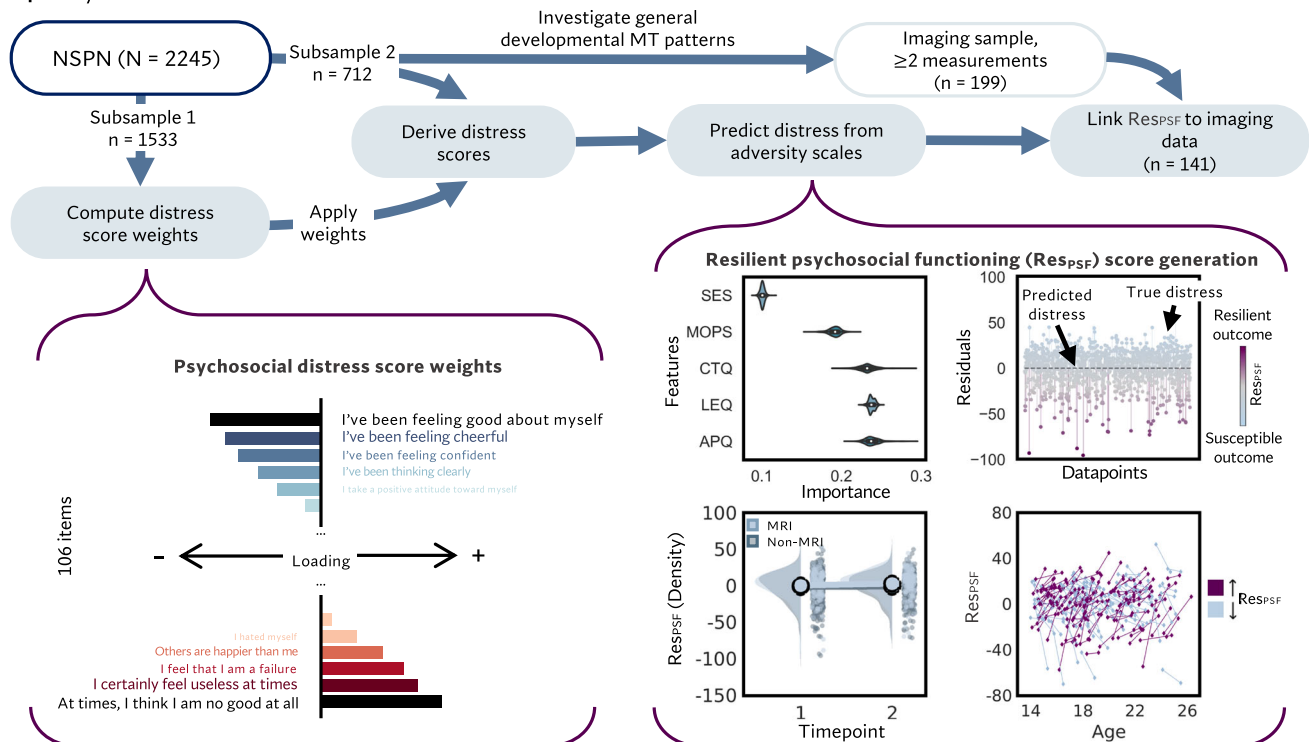 NSPN (N = 2245)
Subsample 2
n = 712
Investigate general
developmental MT patterns
Imaging sample,
≥2 measurements
(n = 199)
Subsample 1
n = 1533
Derive distress
scores
Predict distress from
adversity scales
Link ResPSF to imaging
data
(n = 141)
Compute distress
score weights
Apply
weights
Psychosocial distress score weights
I've been feeling good about myself
I've been feeling cheerful
I've been feeling confident
I've been thinking clearly
I take a positive attitude toward myself
...
106 items
-
Loading
+
...
I hated myself
Others are happier than me
I feel that I am a failure
I certainly feel useless at times
At times, I think I am no good at all
Resilient psychosocial functioning (ResPSF) score generation
Features
SES
MOPS
CTQ
LEQ
APQ
0.1
0.2
0.3
Importance
Residuals
100
50
0
−50
−100
Predicted
distress
True distress
Datapoints
Resilient
outcome
ResPSF
Susceptible
outcome
ResPSF (Density)
100
50
0
-50
-100
-150
MRI
Non-MRI
1
2
Timepoint
ResPSF
80
40
0
-40
-80
14
18
22
26
Age
↑
ResPSF
↓